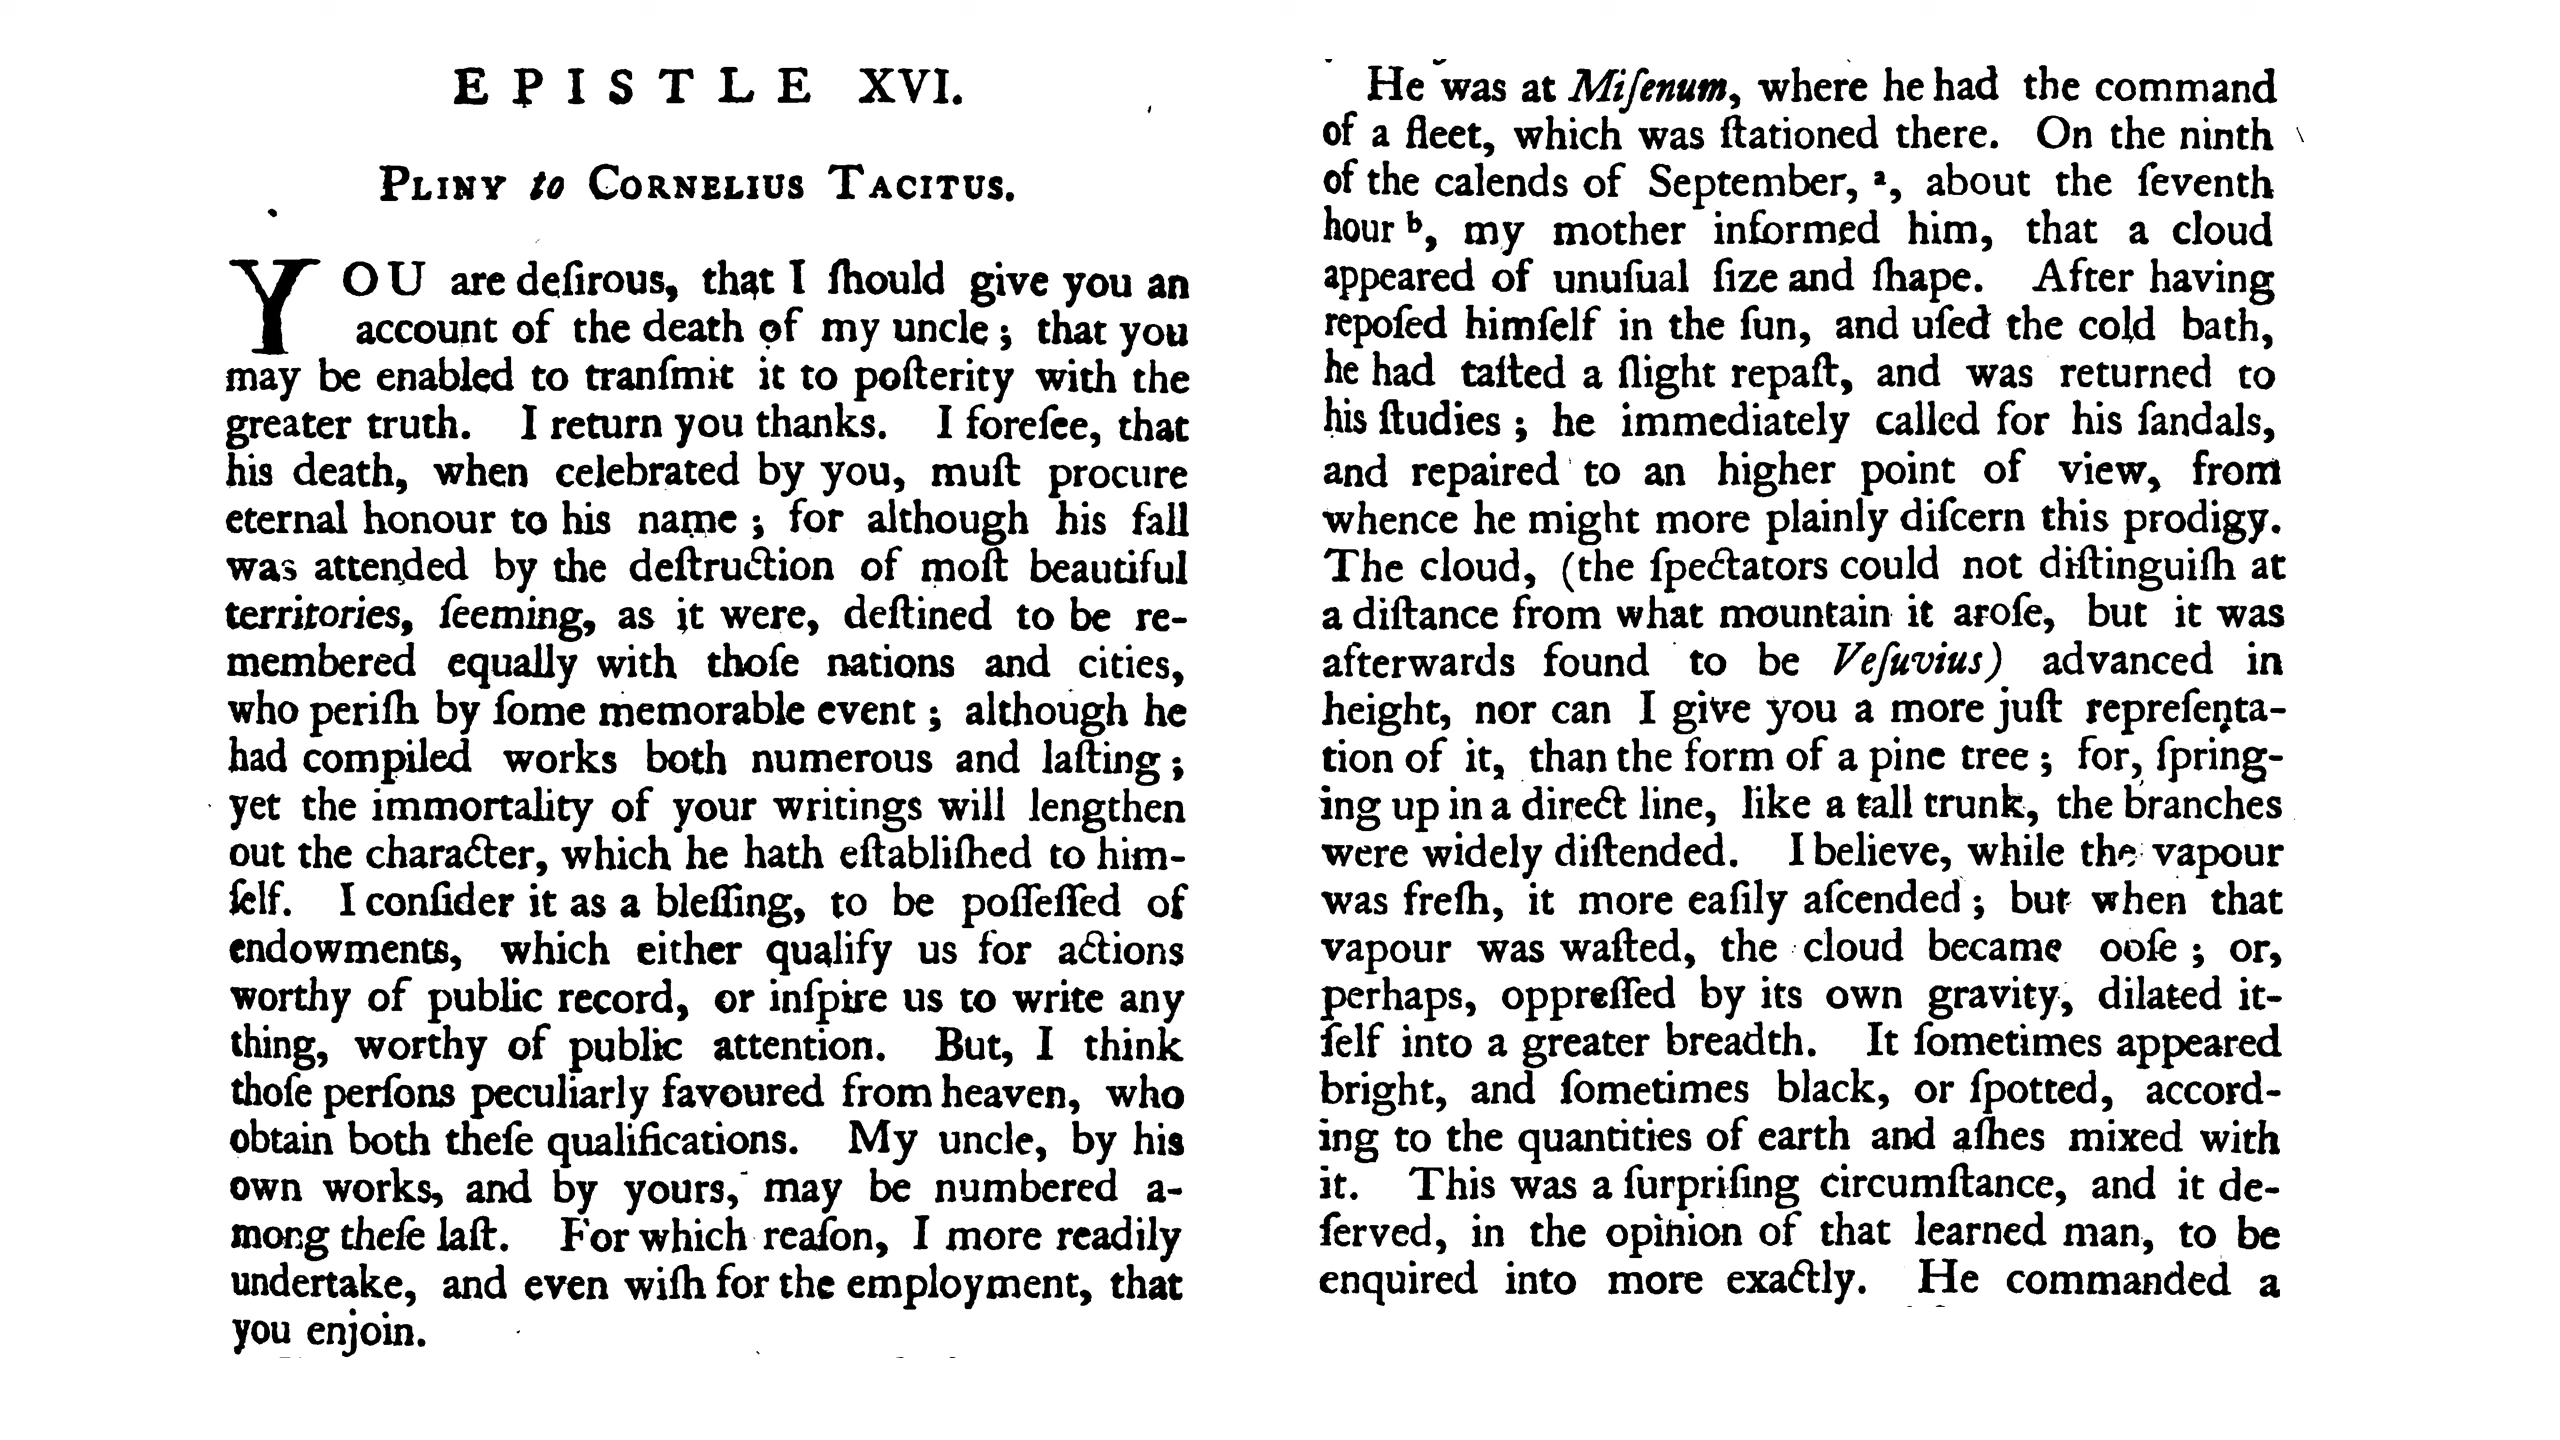 EPISTLE XVI.
PLINY to CORNELIUS TACITUS.
YOU are deſirous, that I ſhould give you an
account of the death of my uncle; that you
may be enabled to tranſmit it to poſterity with the
greater truth. I return you thanks. I foreſee, that
his death, when celebrated by you, muſt procure
eternal honour to his name; for although his fall
was attended by the deſtruction of moſt beautiful
territories, ſeeming, as it were, deſtined to be re-
membered equally with thoſe nations and cities,
who periſh by ſome memorable event; although he
had compiled works both numerous and laſting;
yet the immortality of your writings will lengthen
out the character, which he hath eſtabliſhed to him-
ſelf. I conſider it as a bleſſing, to be poſſeſſed of
endowments, which either qualify us for actions
worthy of public record, or inſpire us to write any
thing, worthy of public attention. But, I think
thoſe perſons peculiarly favoured from heaven, who
obtain both theſe qualifications. My uncle, by his
own works, and by yours, may be numbered a-
mong theſe laſt. For which reaſon, I more readily
undertake, and even wiſh for the employment, that
you enjoin.
He was at Miſenum, where he had the command
of a fleet, which was ſtationed there. On the ninth
of the calends of September, ª, about the ſeventh
hour ᵇ, my mother informed him, that a cloud
appeared of unuſual ſize and ſhape. After having
repoſed himſelf in the ſun, and uſed the cold bath,
he had taſted a ſlight repaſt, and was returned to
his ſtudies; he immediately called for his ſandals,
and repaired to an higher point of view, from
whence he might more plainly diſcern this prodigy.
The cloud, (the ſpectators could not diſtinguiſh at
a diſtance from what mountain it aroſe, but it was
afterwards found to be Veſuvius) advanced in
height, nor can I give you a more juſt repreſenta-
tion of it, than the form of a pine tree; for, ſpring-
ing up in a direct line, like a tall trunk, the branches
were widely diſtended. I believe, while the vapour
was freſh, it more eaſily aſcended; but when that
vapour was waſted, the cloud became ooſe; or,
perhaps, oppreſſed by its own gravity, dilated it-
ſelf into a greater breadth. It ſometimes appeared
bright, and ſometimes black, or ſpotted, accord-
ing to the quantities of earth and aſhes mixed with
it. This was a ſurpriſing circumſtance, and it de-
ſerved, in the opinion of that learned man, to be
enquired into more exactly. He commanded a